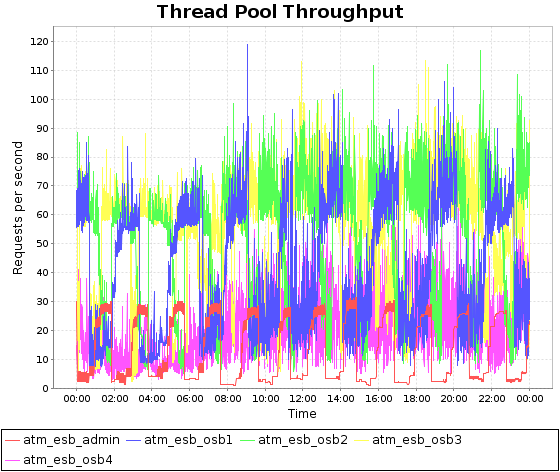 Thread Pool Throughput
120
110
100
90
80
70
60
50
40
30
20
10
0
Requests per second
00:00 02:00 04:00 06:00 08:00 10:00 12:00 14:00 16:00 18:00 20:00 22:00 00:00
Time
atm_esb_admin atm_esb_osb1 atm_esb_osb2 atm_esb_osb3
atm_esb_osb4